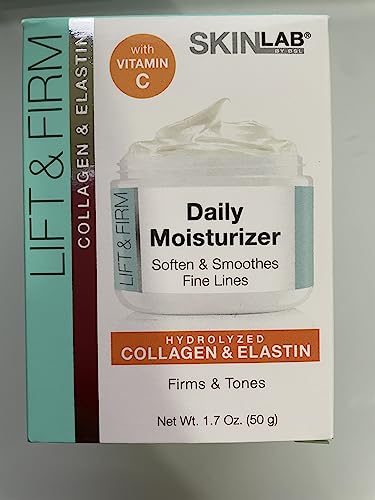 LIFT & FIRM
COLLAGEN & ELASTIN
with
VITAMIN
C
SKINLAB®
BY BSL
LIFT & FIRM
Daily
Moisturizer
Soften & Smoothes
Fine Lines
HYDROLYZED
COLLAGEN & ELASTIN
Firms & Tones
Net Wt. 1.7 Oz. (50 g)